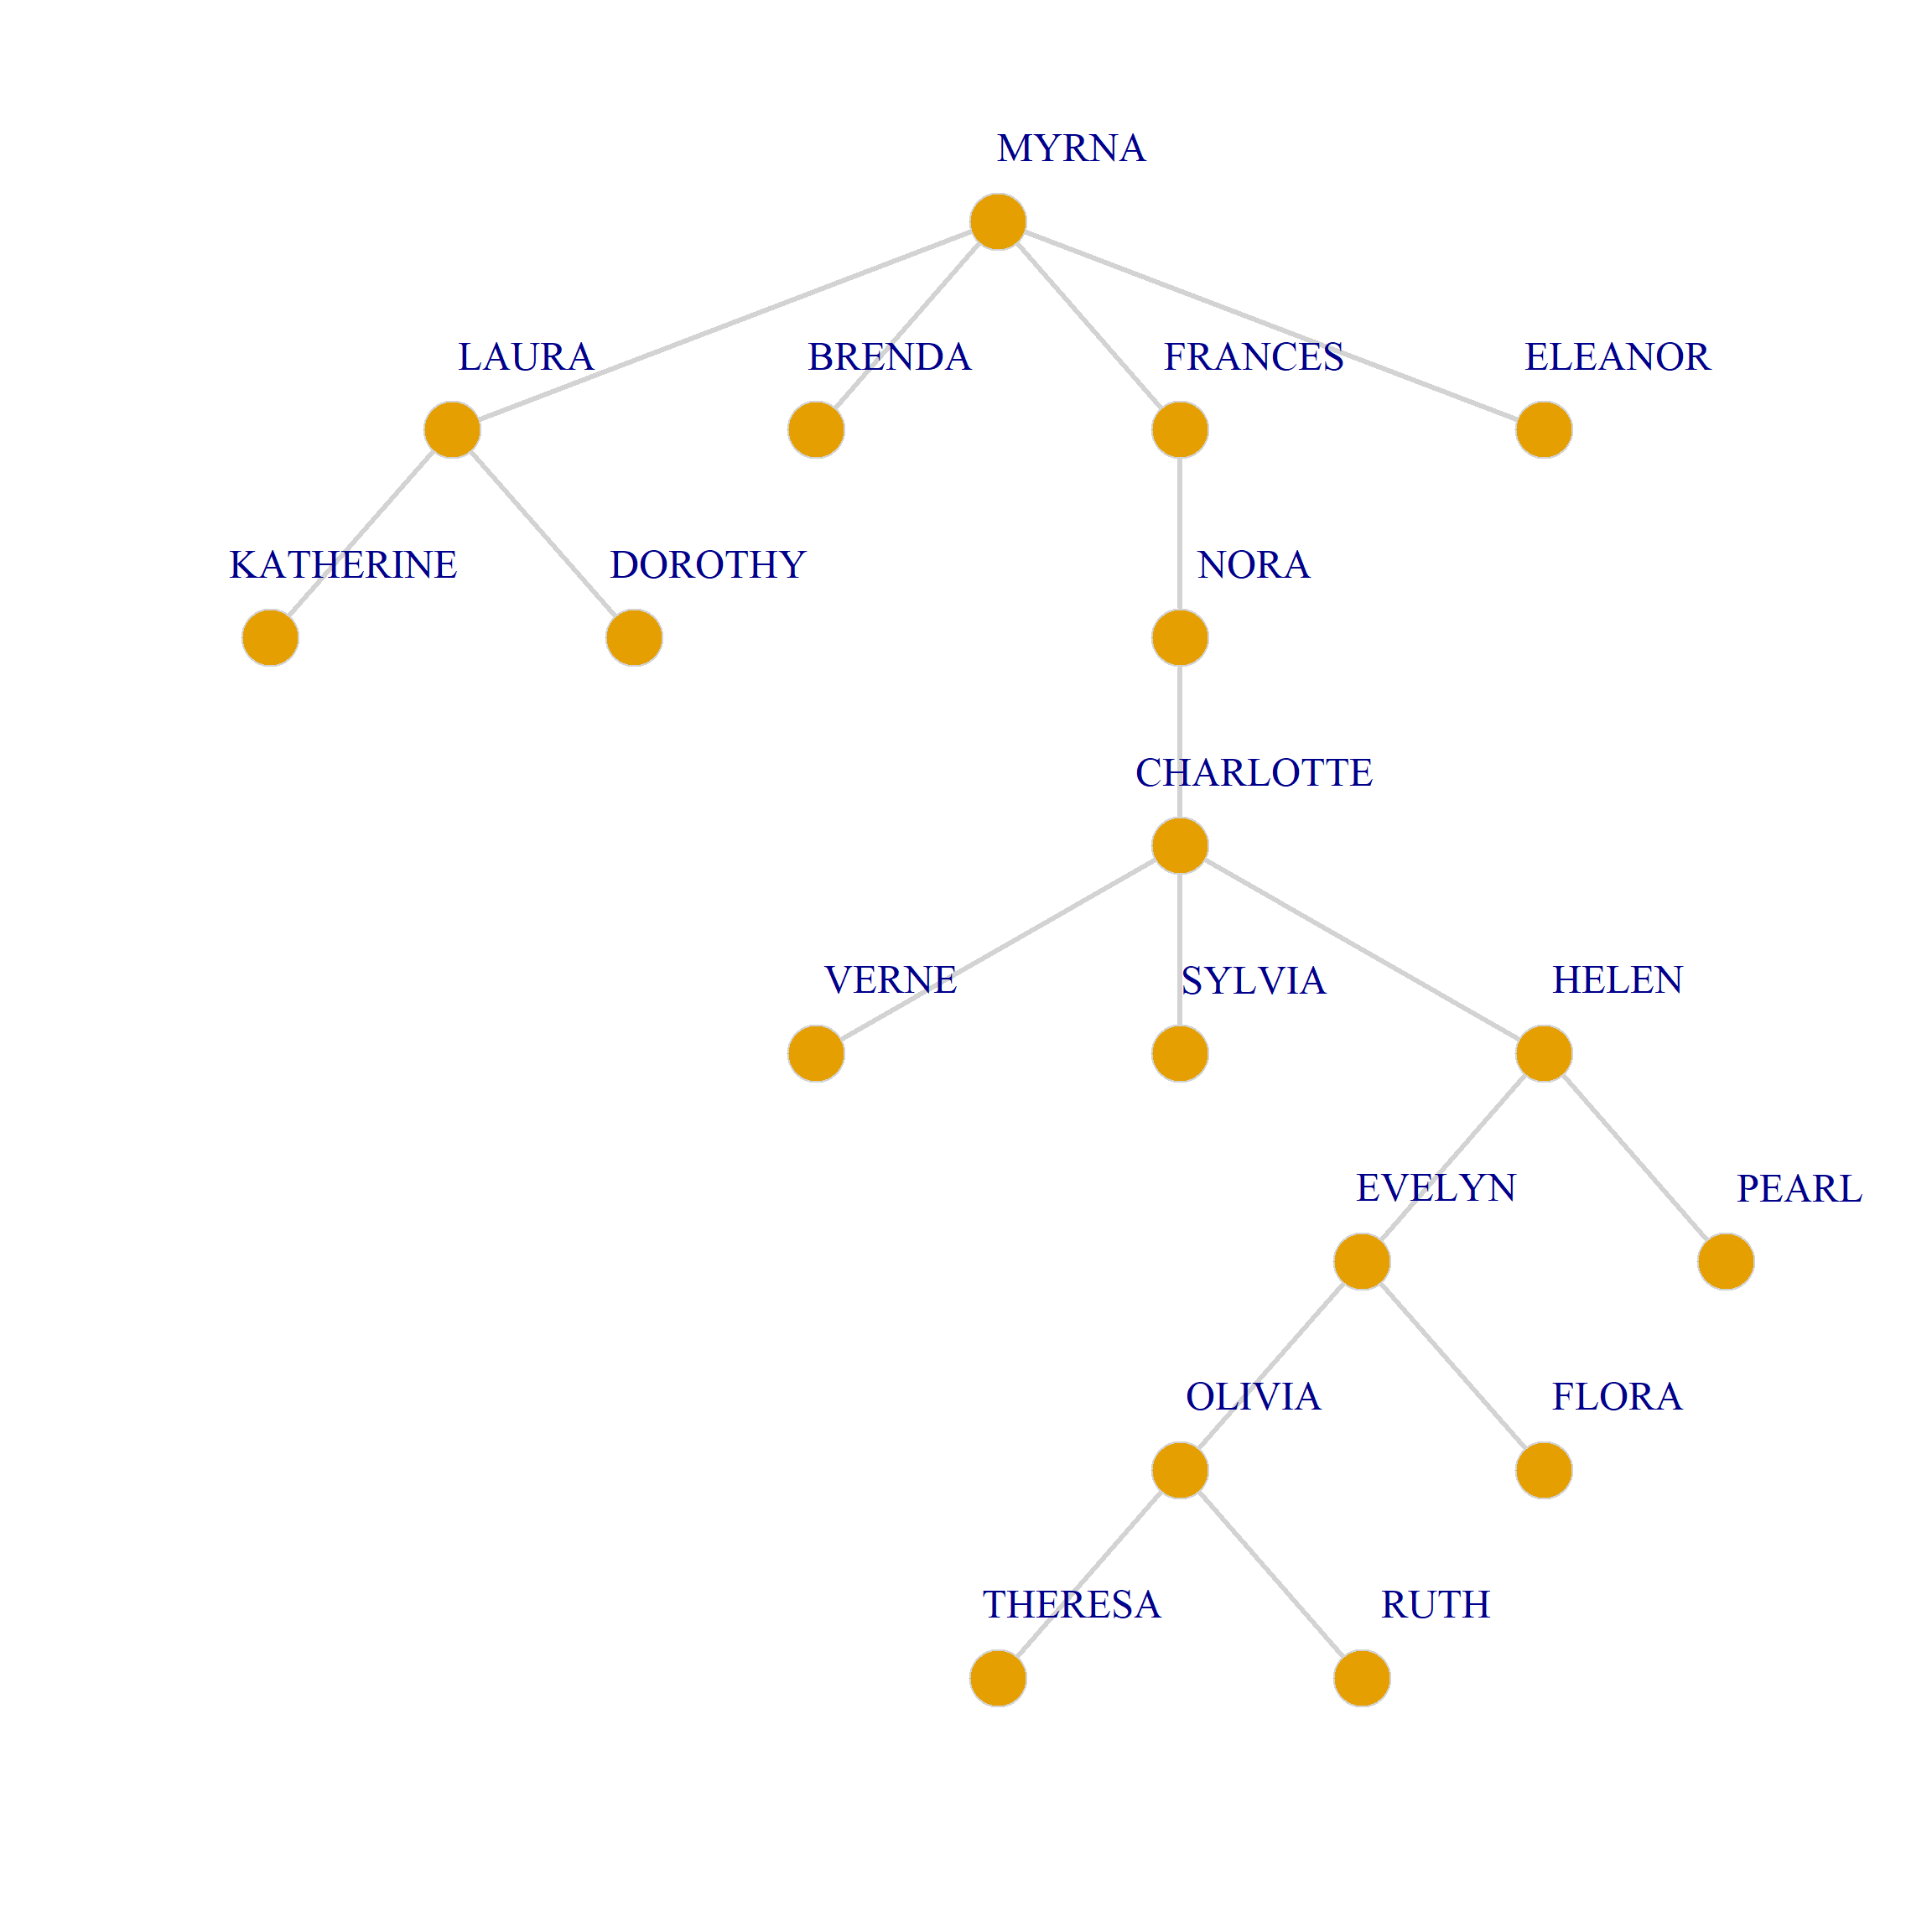 MYRNA
LAURA BRENDA FRANCES ELEANOR
KATHERINE DOROTHY NORA
CHARLOTTE
VERNE SYLVIA HELEN
EVELYN PEARL
OLIVIA FLORA
THERESA RUTH